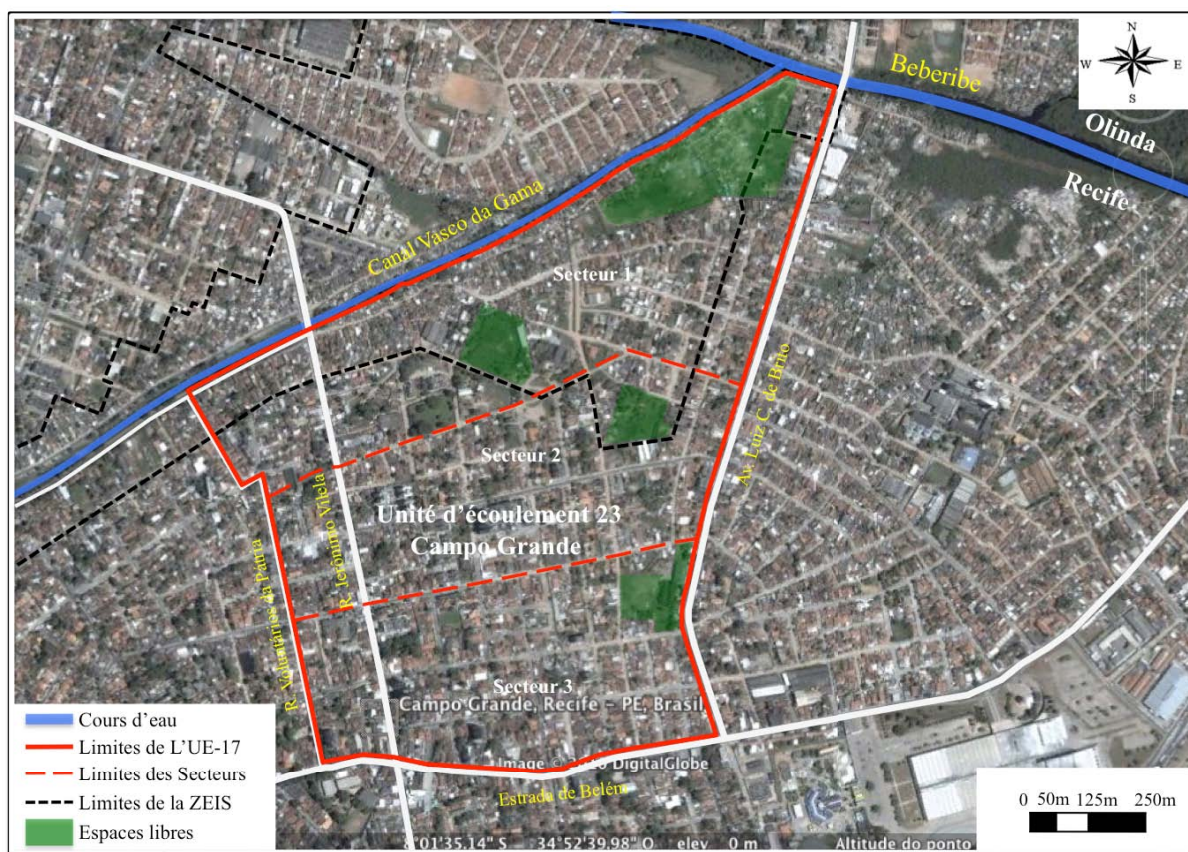 N
W E
S
Beberibe
Olinda
Recife
Canal Vasco da Gama
Secteur 1
Av. Luiz C. de Brito
Secteur 2
R. Jerônimo Vilela
Unité d'écoulement 23
Campo Grande
R. Voluntários da Pátria
Secteur 3
Campo Grande, Recife - PE, Brasil
Image © DigitalGlobe
Estrada de Belém
Cours d'eau
Limites de L'UE-17
Limites des Secteurs
Limites de la ZEIS
Espaces libres
0 50m 125m 250m
8°01'35,14" S 34°52'39,98" O elev 0 m Altitude do ponto